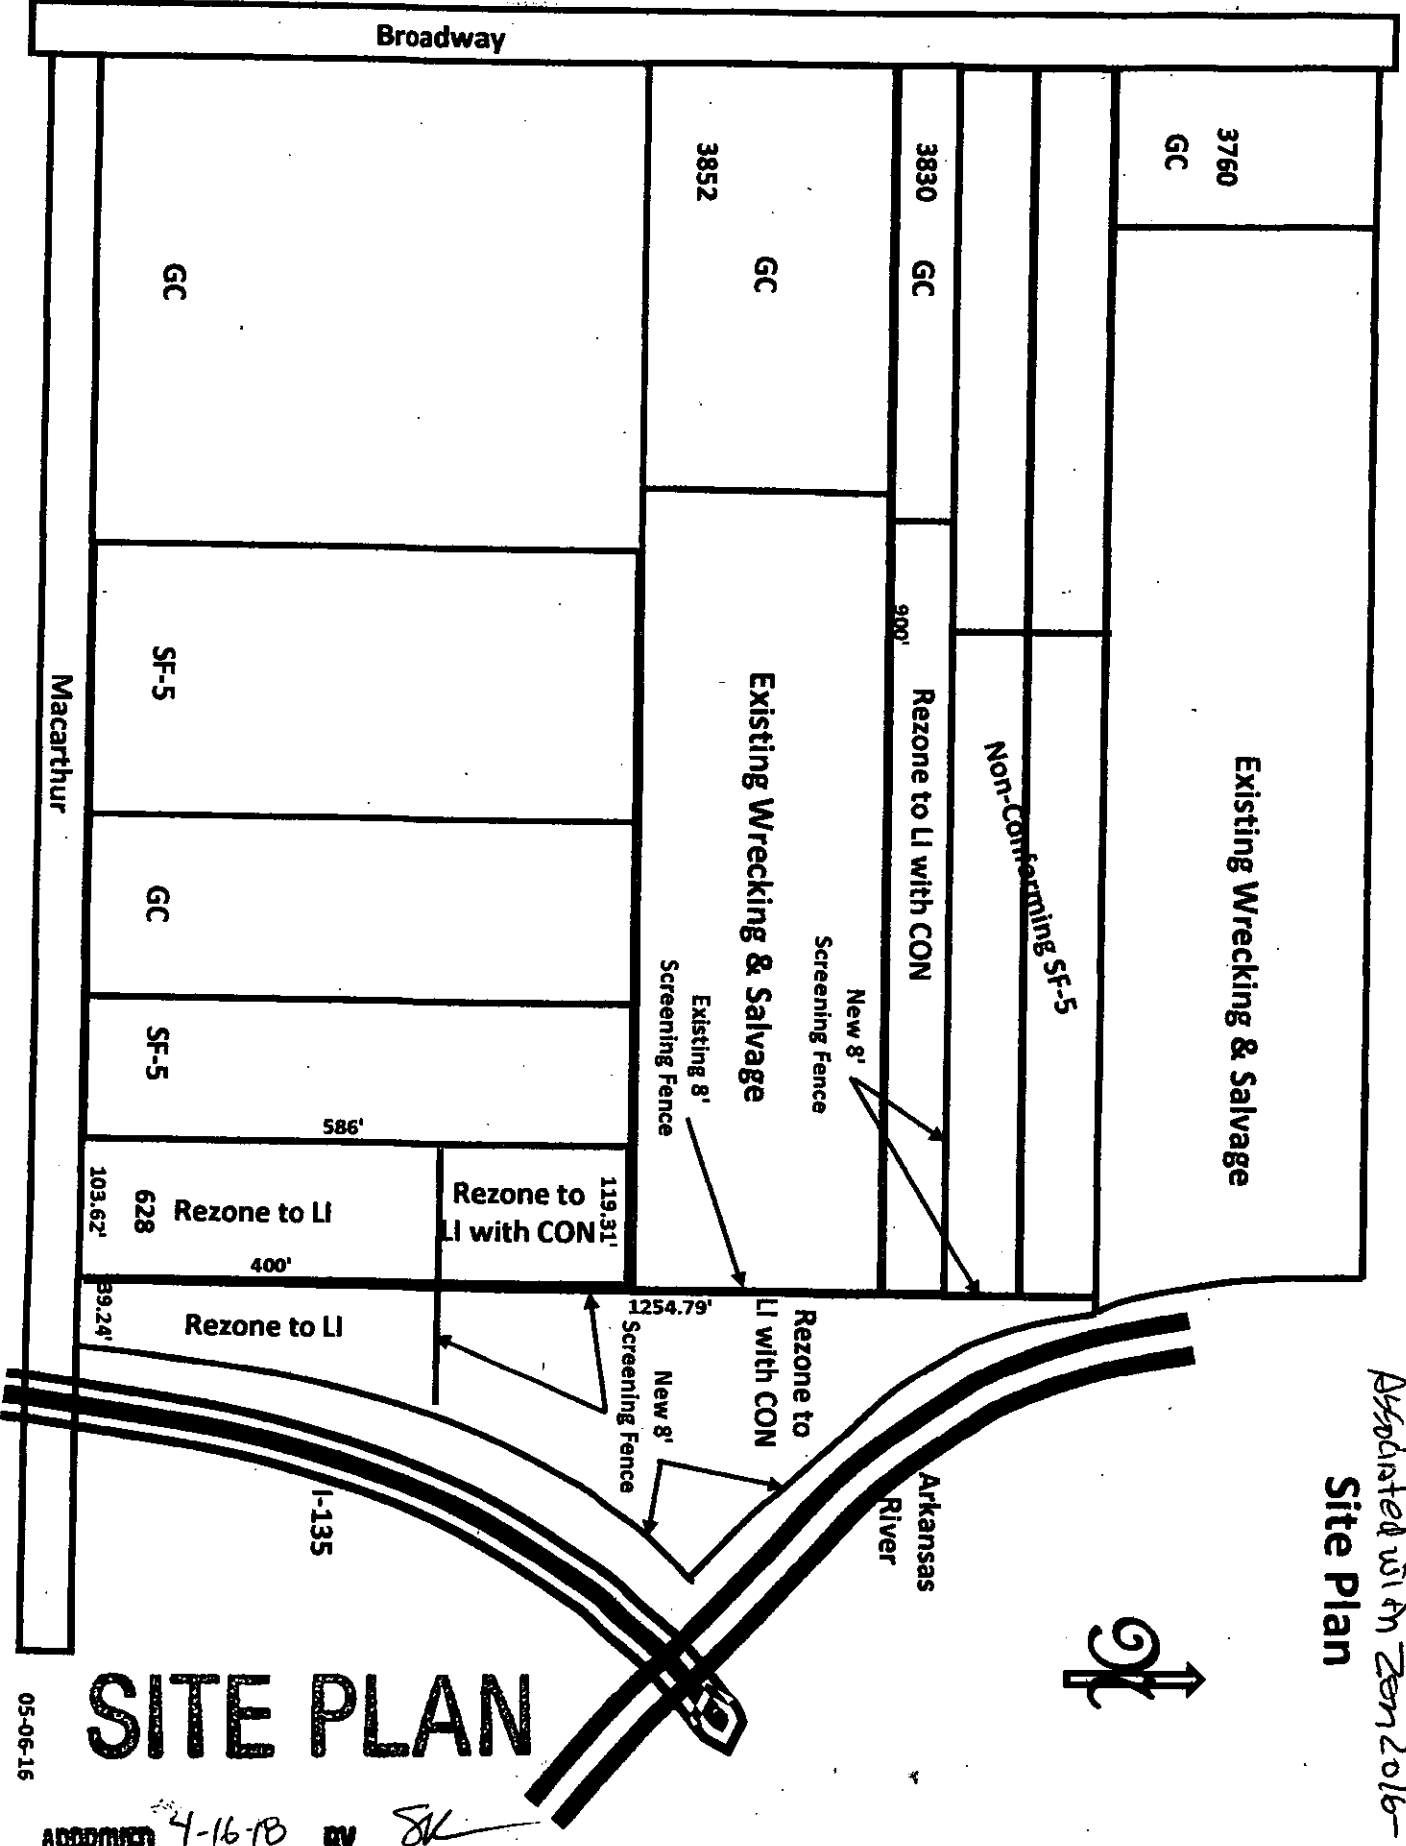 Associated with Zon2016-
Site Plan
Broadway
3760
GC
Existing Wrecking & Salvage
Non-Conforming SF-5
3830
GC
900'
Rezone to LI with CON
New 8'
Screening Fence
3852
GC
Existing Wrecking & Salvage
Existing 8'
Screening Fence
GC
SF-5
GC
SF-5
586'
119.31'
Rezone to
LI with CON
Rezone to LI
628
103.62'
400'
39.24'
Rezone to LI
1254.79'
Rezone to
LI with CON
New 8'
Screening Fence
Arkansas
River
I-135
Macarthur
SITE PLAN
APPROVED 4-16-18 BY SK
05-06-16